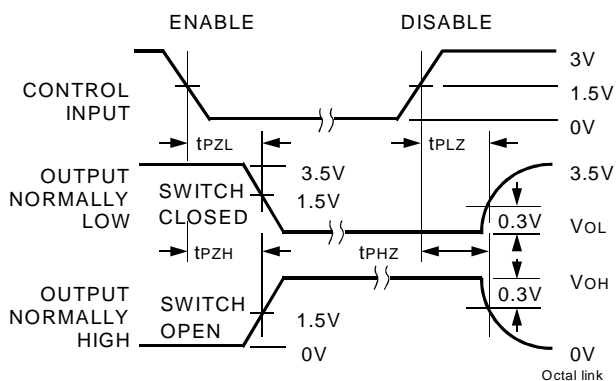 ENABLE DISABLE
3V
CONTROL INPUT
1.5V
0V
tPZL tPLZ
OUTPUT NORMALLY LOW
SWITCH CLOSED
3.5V
1.5V
3.5V
0.3V
VOL
tPZH tPHZ
OUTPUT NORMALLY HIGH
SWITCH OPEN
1.5V
0V
0.3V
VOH
0V
Octal link